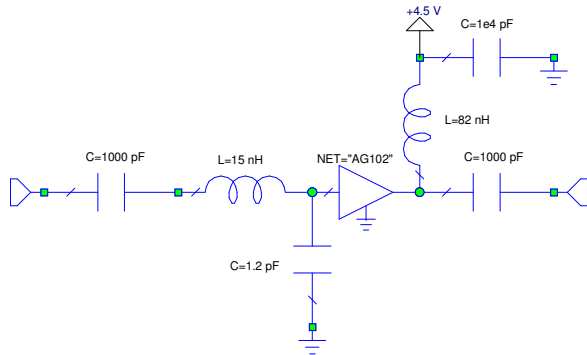 +4.5 V
C=1e4 pF
L=82 nH
C=1000 pF
L=15 nH
NET="AG102"
C=1000 pF
C=1.2 pF